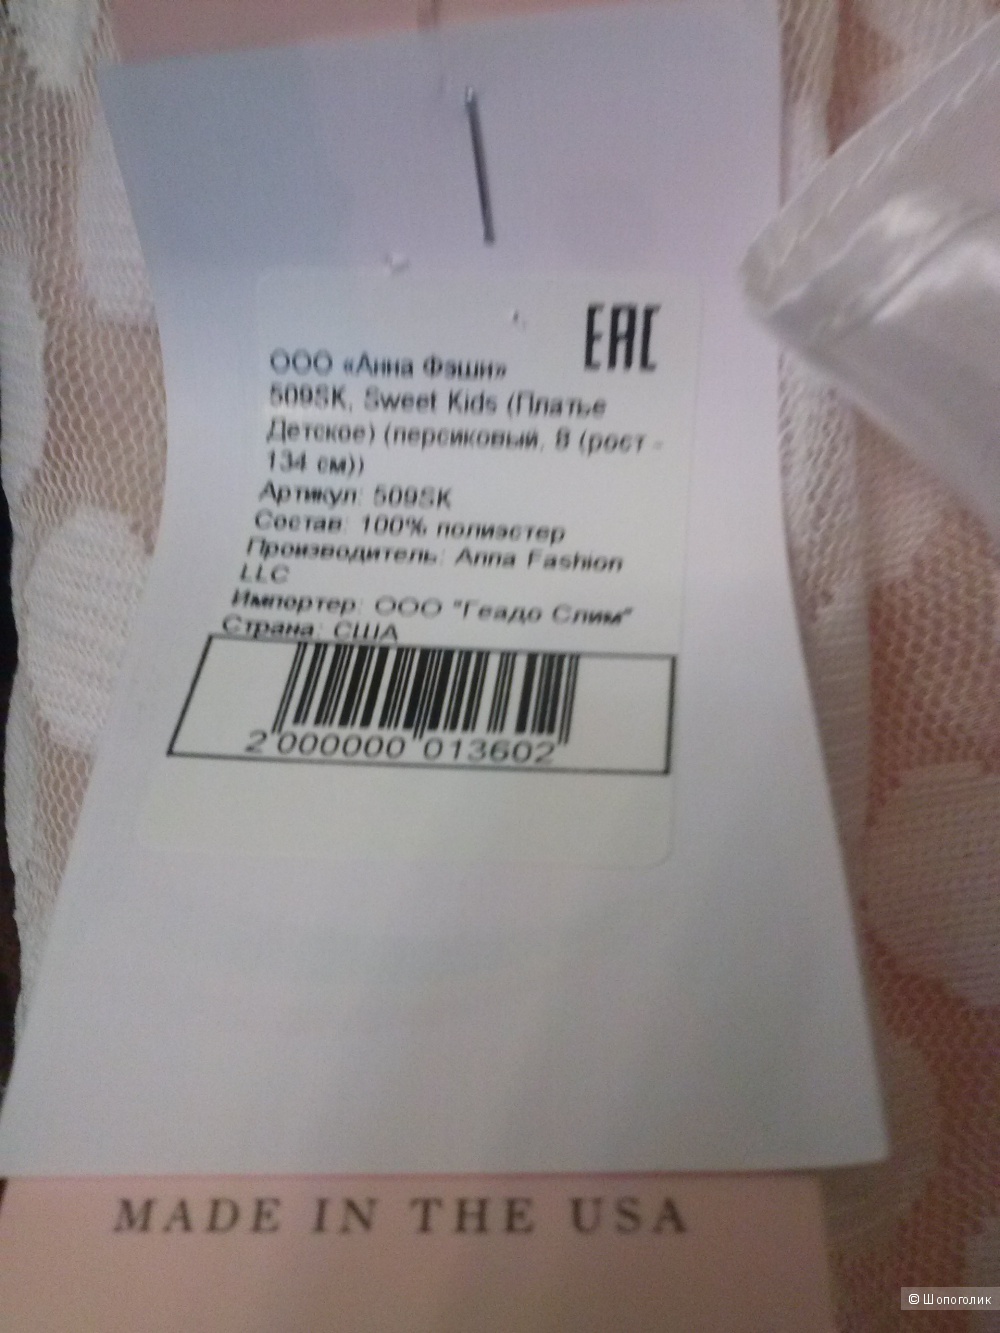 EAC
ООО «Анна Фэшн»
509SK, Sweet Kids (Платье
Детское) (персиковый, 8 (рост -
134 см))
Артикул: 509SK
Состав: 100% полиэстер
Производитель: Anna Fashion
LLC
Импортер: ООО "Геадо Слим"
Страна: США
2 000000 013602
MADE IN THE USA
© Шопоголик